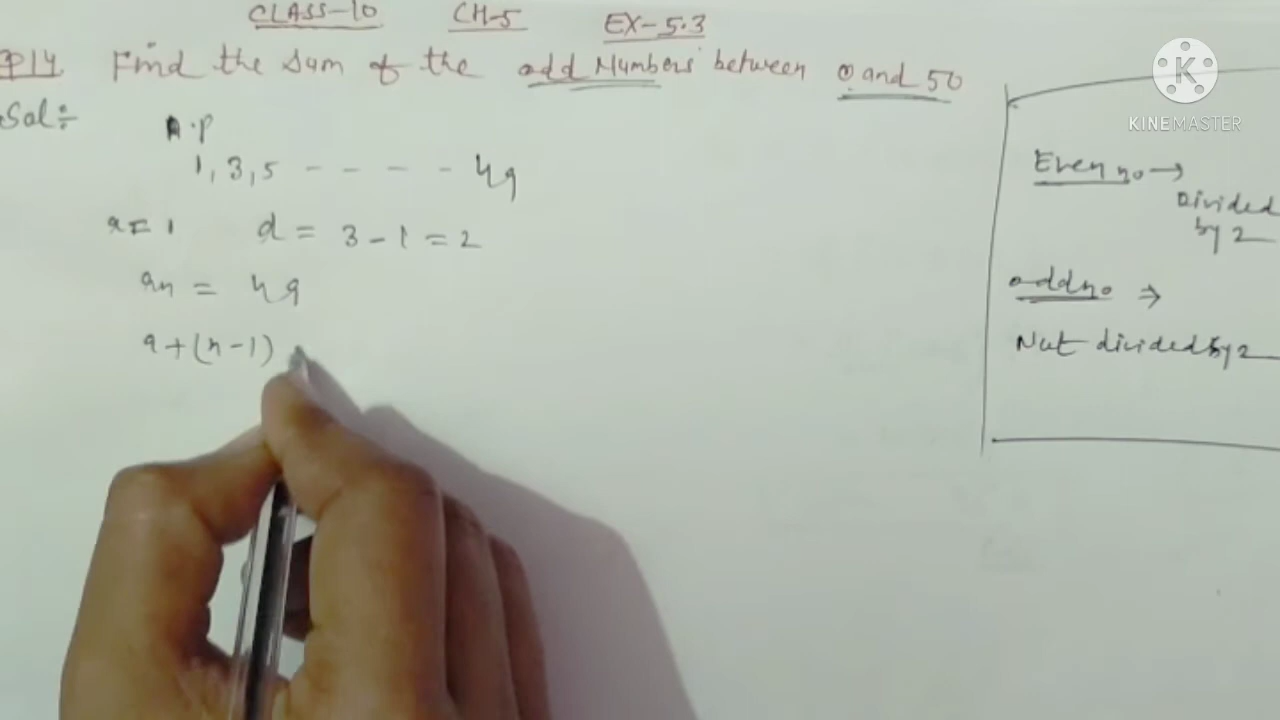 CLASS-10 CH-5 EX-5.3
P14 Find the Sum of the odd Numbers between 0 and 50
Sol:-
A.P
1, 3, 5 - - - - 49
a = 1 d = 3 - 1 = 2
an = 49
a + (n - 1)
K
KINEMASTER
Even no →
Divided
by 2
odd no ⇒
Not divided by 2